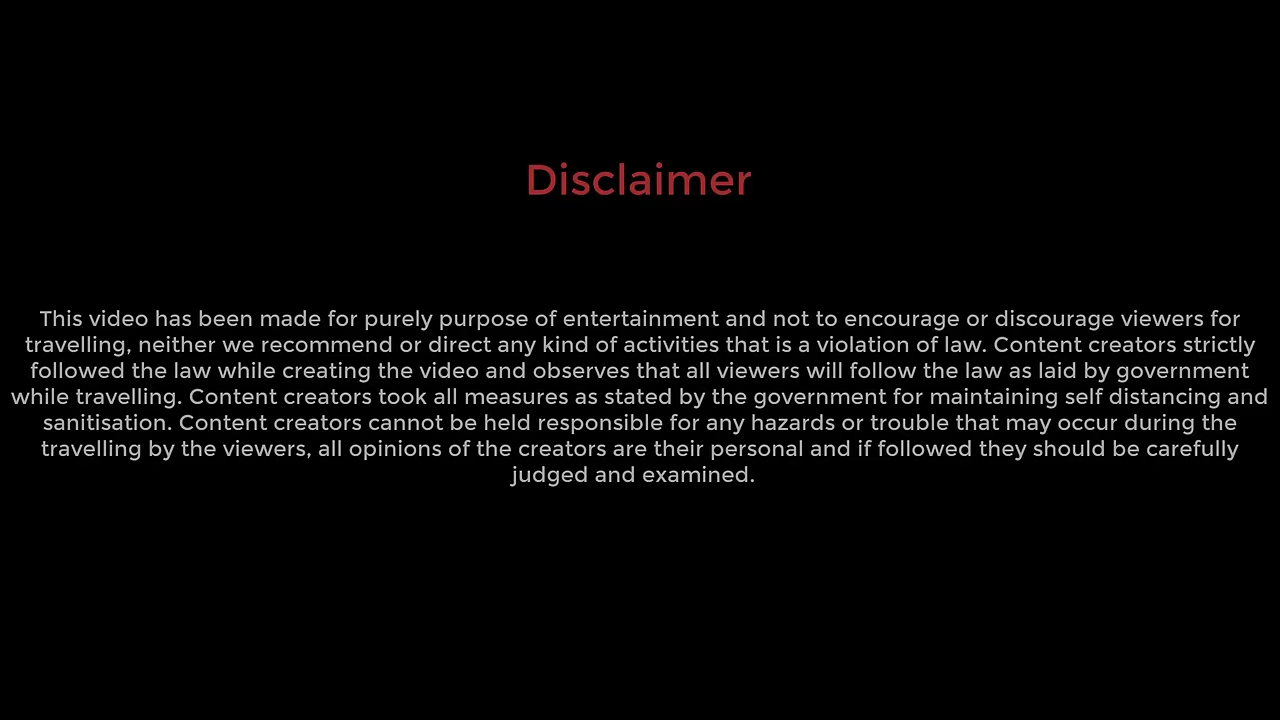 Disclaimer
This video has been made for purely purpose of entertainment and not to encourage or discourage viewers for
travelling, neither we recommend or direct any kind of activities that is a violation of law. Content creators strictly
followed the law while creating the video and observes that all viewers will follow the law as laid by government
while travelling. Content creators took all measures as stated by the government for maintaining self distancing and
sanitisation. Content creators cannot be held responsible for any hazards or trouble that may occur during the
travelling by the viewers, all opinions of the creators are their personal and if followed they should be carefully
judged and examined.